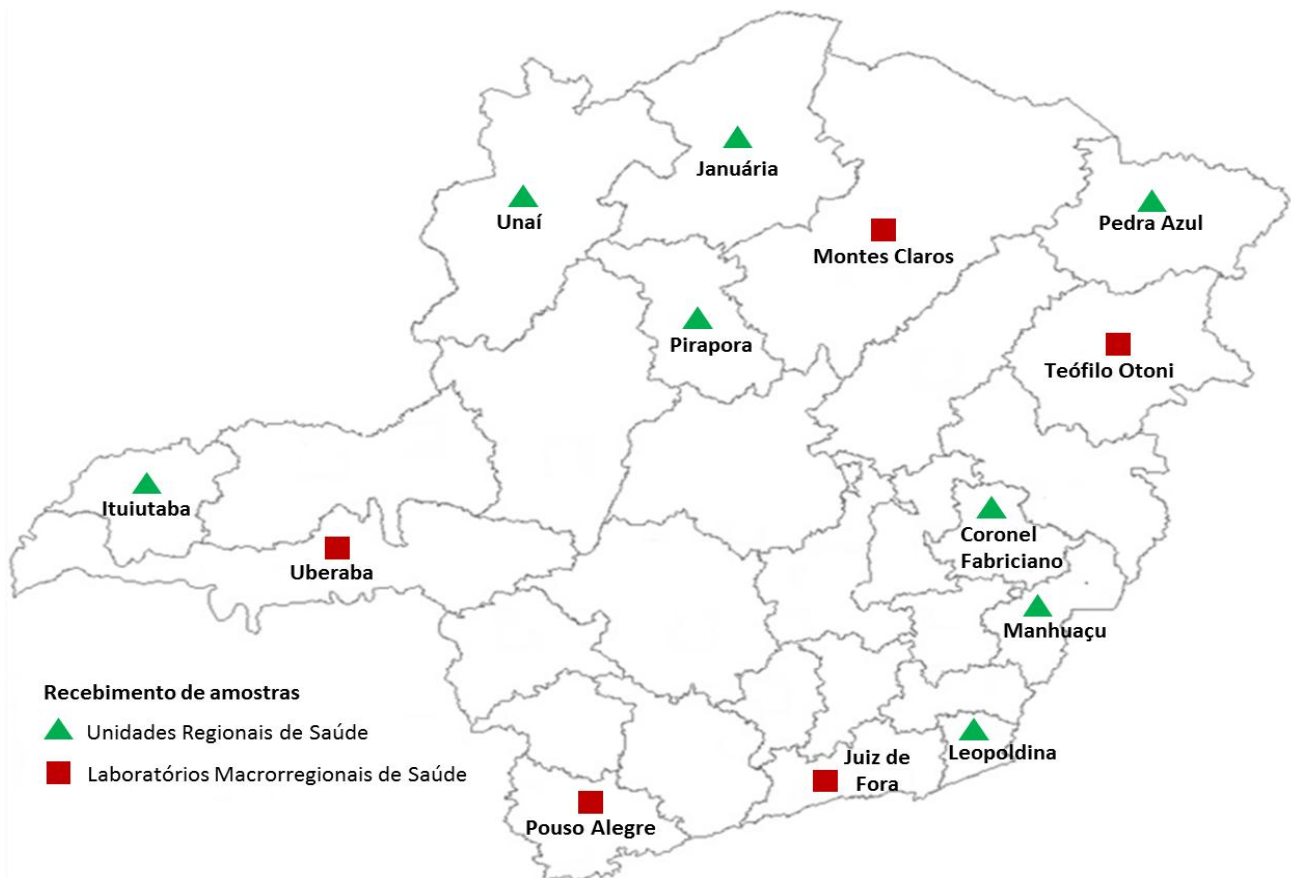 Januária
Unaí
Pedra Azul
Montes Claros
Pirapora
Teófilo Otoni
Ituiutaba
Coronel
Fabriciano
Uberaba
Manhuaçu
Recebimento de amostras
Unidades Regionais de Saúde
Laboratórios Macrorregionais de Saúde
Leopoldina
Juiz de
Fora
Pouso Alegre